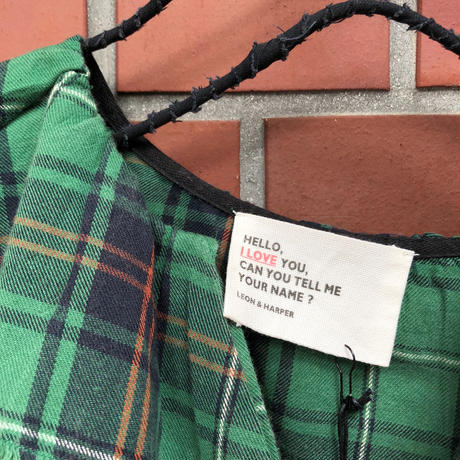 HELLO,
I LOVE YOU,
CAN YOU TELL ME
YOUR NAME ?
LEON & HARPER